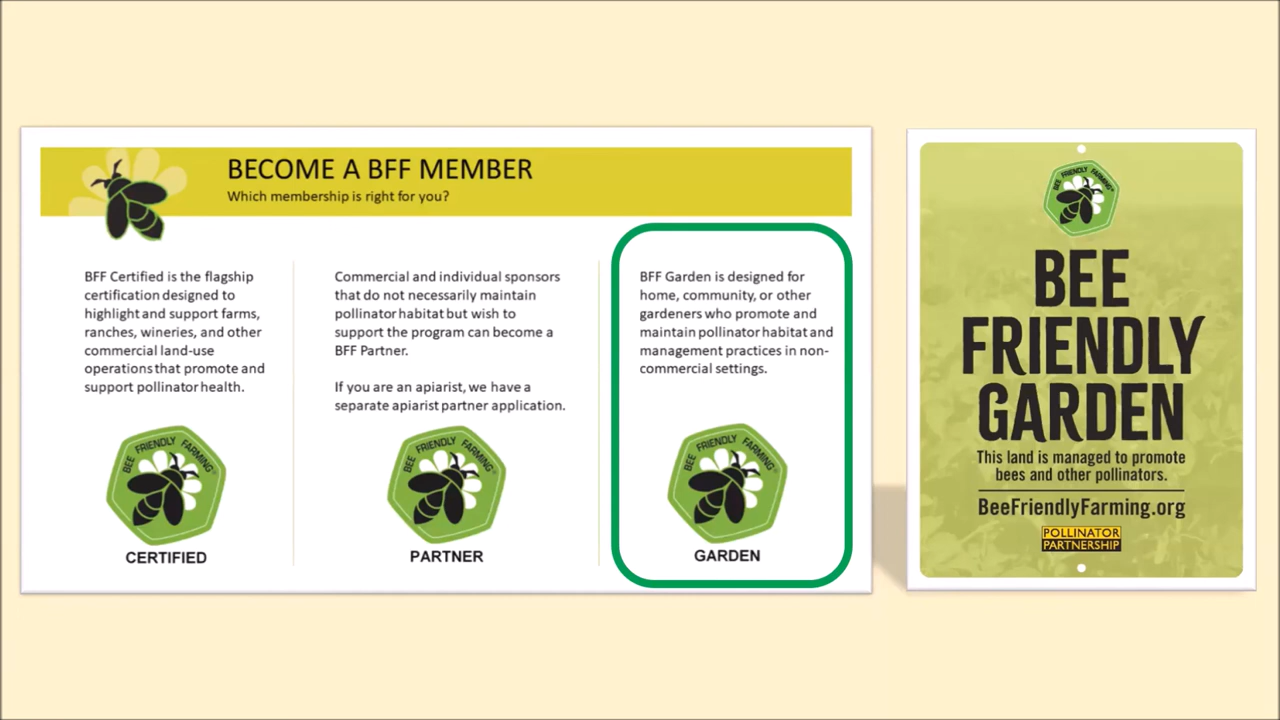 BECOME A BFF MEMBER
Which membership is right for you?
BFF Certified is the flagship
certification designed to
highlight and support farms,
ranches, wineries, and other
commercial land-use
operations that promote and
support pollinator health.
BEE FRIENDLY FARMING
CERTIFIED
Commercial and individual sponsors
that do not necessarily maintain
pollinator habitat but wish to
support the program can become a
BFF Partner.
If you are an apiarist, we have a
separate apiarist partner application.
BEE FRIENDLY FARMING
PARTNER
BFF Garden is designed for
home, community, or other
gardeners who promote and
maintain pollinator habitat and
management practices in non-
commercial settings.
BEE FRIENDLY FARMING
GARDEN
BEE FRIENDLY FARMING
BEE
FRIENDLY
GARDEN
This land is managed to promote
bees and other pollinators.
BeeFriendlyFarming.org
POLLINATOR
PARTNERSHIP